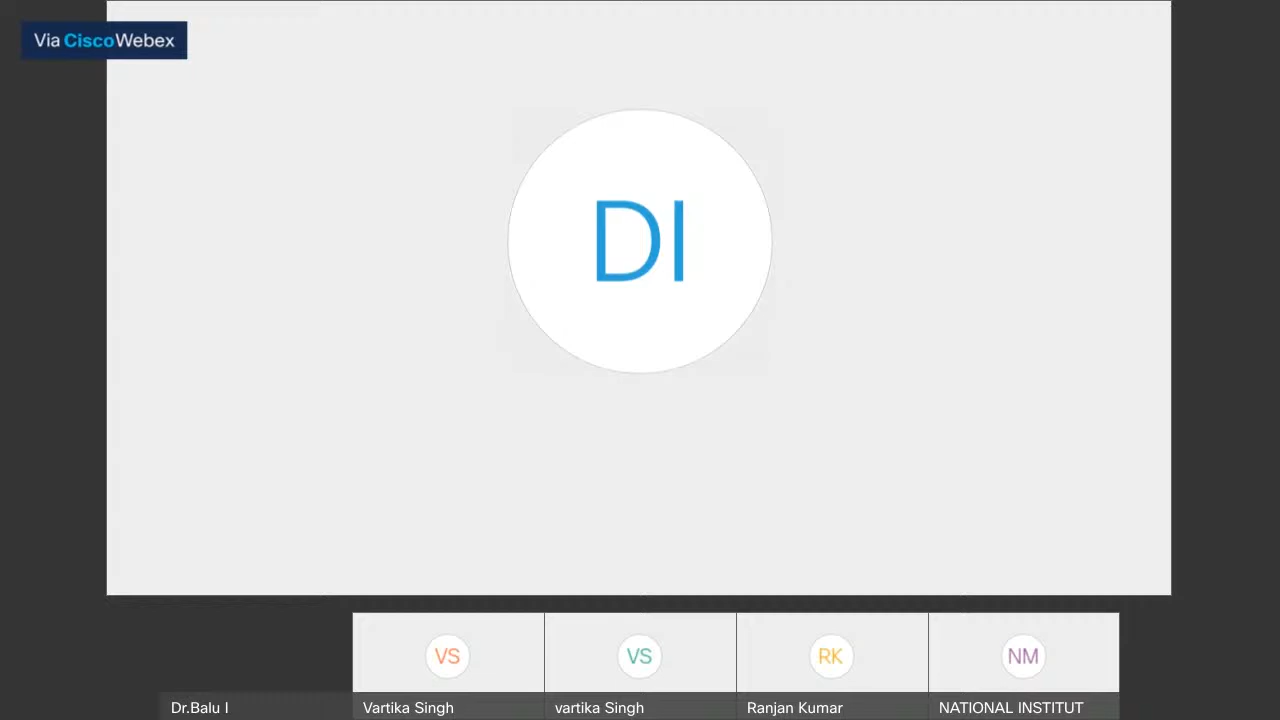 Via CiscoWebex
DI
VS
VS
RK
NM
Dr.Balu I
Vartika Singh
vartika Singh
Ranjan Kumar
NATIONAL INSTITUT